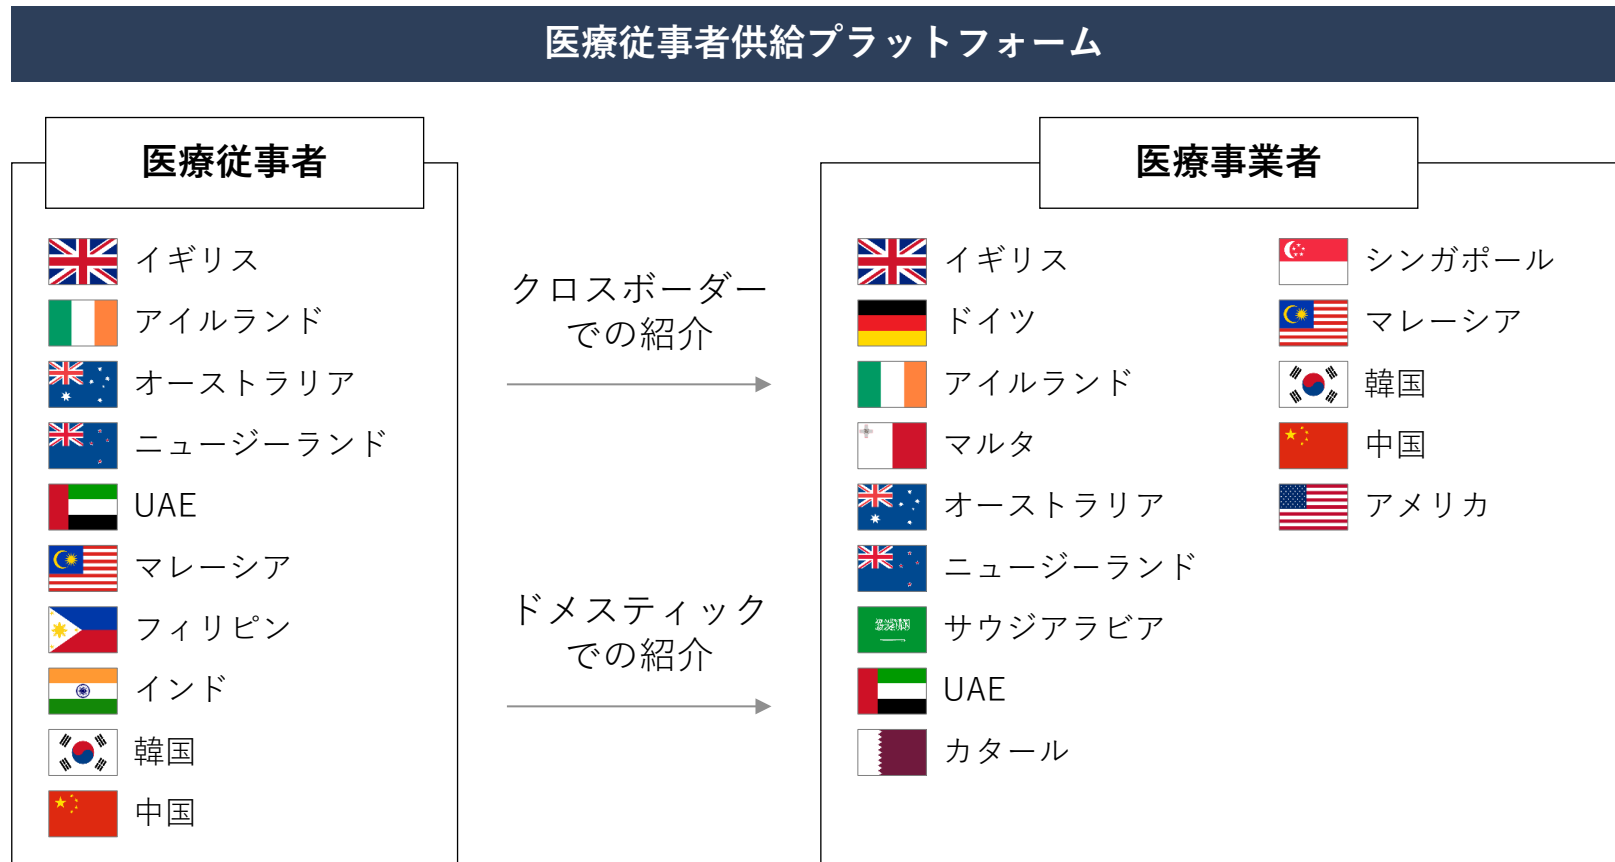 医療従事者供給プラットフォーム
医療従事者
イギリス
アイルランド
オーストラリア
ニュージーランド
UAE
マレーシア
フィリピン
インド
韓国
中国
クロスボーダー
での紹介
ドメスティック
での紹介
医療事業者
イギリス
ドイツ
アイルランド
マルタ
オーストラリア
ニュージーランド
サウジアラビア
UAE
カタール
シンガポール
マレーシア
韓国
中国
アメリカ